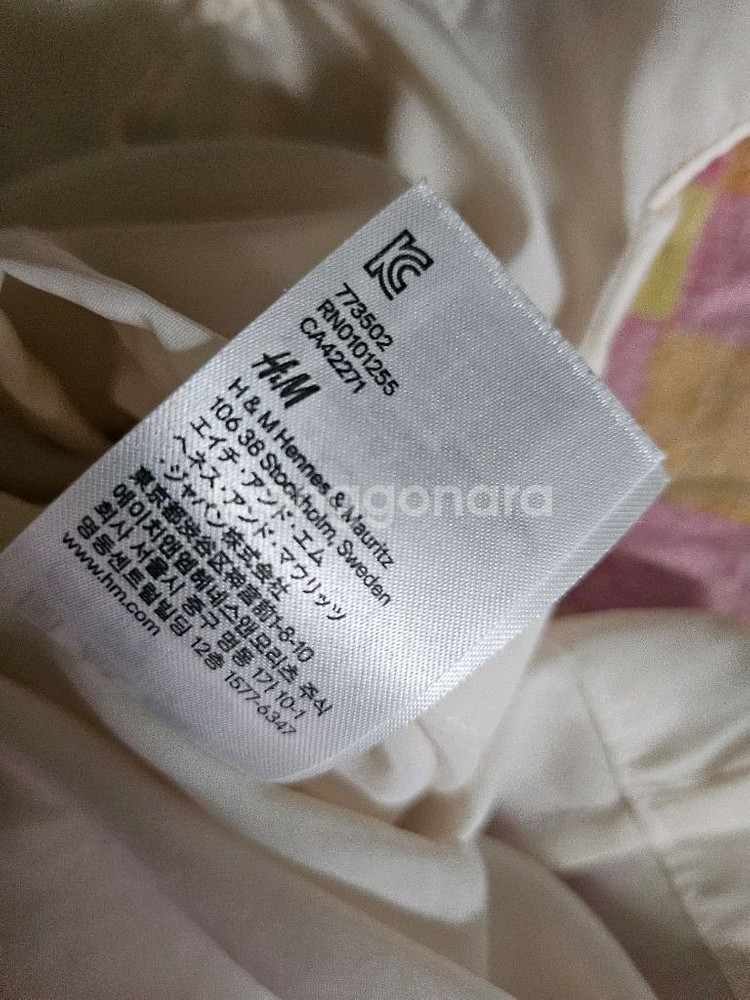 KC
773502
RN0101255
CA42271
H&M
H & M Hennes & Mauritz
106 38 Stockholm, Sweden
エイチ・アンド・エム
ヘネス・アンド・マウリッツ
・ジャパン株式会社
東京都渋谷区神宮前1-8-10
에이치앤엠헤네스앤모리츠 주식
회사 서울시 중구 명동 1가 10-1
명동센트럴빌딩 12층 1577-6347
www.hm.com